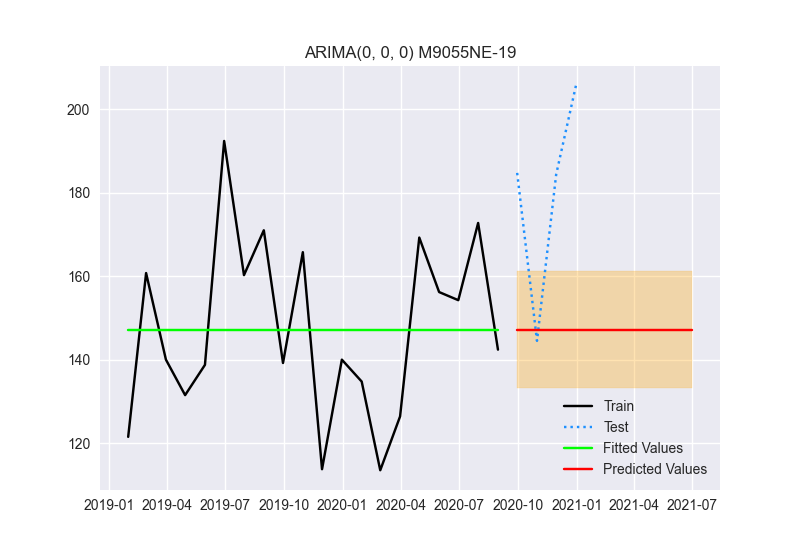 ARIMA(0, 0, 0) M9055NE-19
200
180
160
140
120
Train
Test
Fitted Values
Predicted Values
2019-01 2019-04 2019-07 2019-10 2020-01 2020-04 2020-07 2020-10 2021-01 2021-04 2021-07